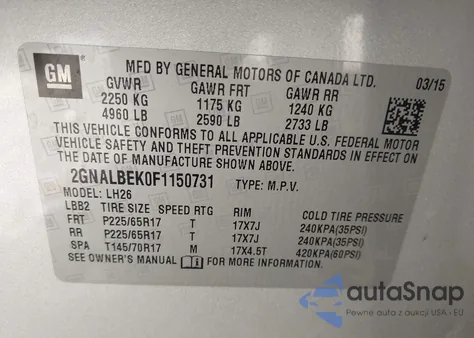 GM
MFD BY GENERAL MOTORS OF CANADA LTD.
03/15
GVWR GAWR FRT GAWR RR
2250 KG 1175 KG 1240 KG
4960 LB 2590 LB 2733 LB
THIS VEHICLE CONFORMS TO ALL APPLICABLE U.S. FEDERAL MOTOR
VEHICLE SAFETY AND THEFT PREVENTION STANDARDS IN EFFECT ON
THE DATE OF MANUFACTURE SHOWN ABOVE.
2GNALBEK0F1150731 TYPE: M.P.V.
MODEL: LH26
LBB2 TIRE SIZE SPEED RTG RIM COLD TIRE PRESSURE
FRT P225/65R17 T 17X7J 240KPA(35PSI)
RR P225/65R17 T 17X7J 240KPA(35PSI)
SPA T145/70R17 M 17X4.5T 420KPA(60PSI)
SEE OWNER'S MANUAL FOR MORE INFORMATION.
autoSnap
Pewne auta z aukcji USA - EU